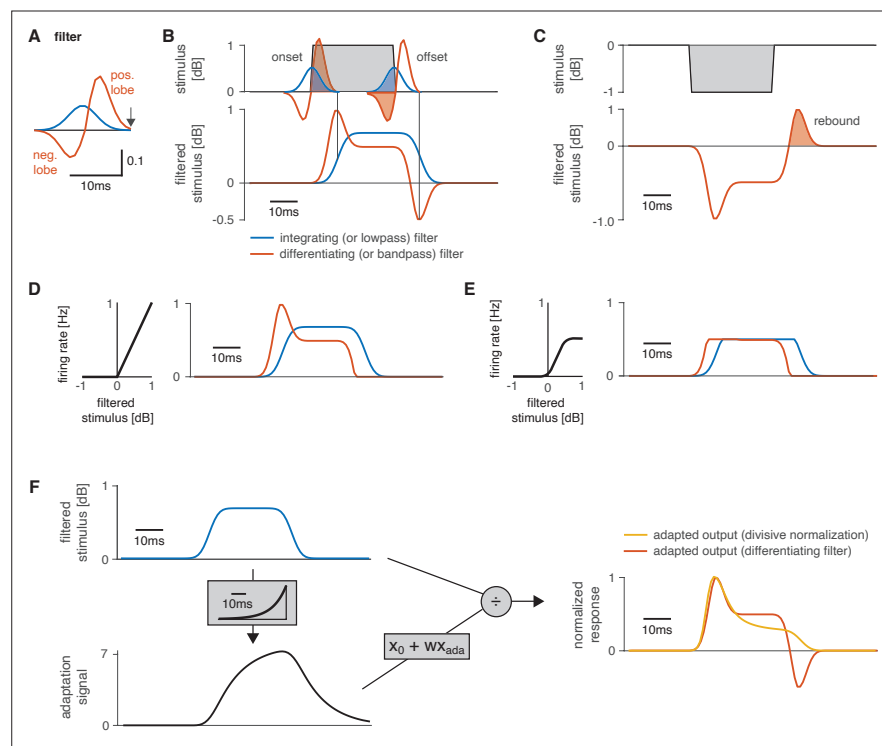 A
filter
pos.
lobe
neg.
lobe
0.1
10ms
B
stimulus
[dB]
1
0
onset
offset
filtered
stimulus [dB]
1
0
-0.5
10ms
integrating (or lowpass) filter
differentiating (or bandpass) filter
C
stimulus
[dB]
0
-1
filtered
stimulus [dB]
1
0
-1.0
rebound
10ms
D
firing rate [Hz]
1
-1
0
1
filtered
stimulus [dB]
1
0
10ms
E
firing rate [Hz]
1
-1
0
1
filtered
stimulus [dB]
1
0
10ms
F
filtered
stimulus [dB]
1
0
10ms
10ms
adaptation
signal
7
0
÷
x0 + wxada
adapted output (divisive normalization)
adapted output (differentiating filter)
normalized
response
1
0
10ms